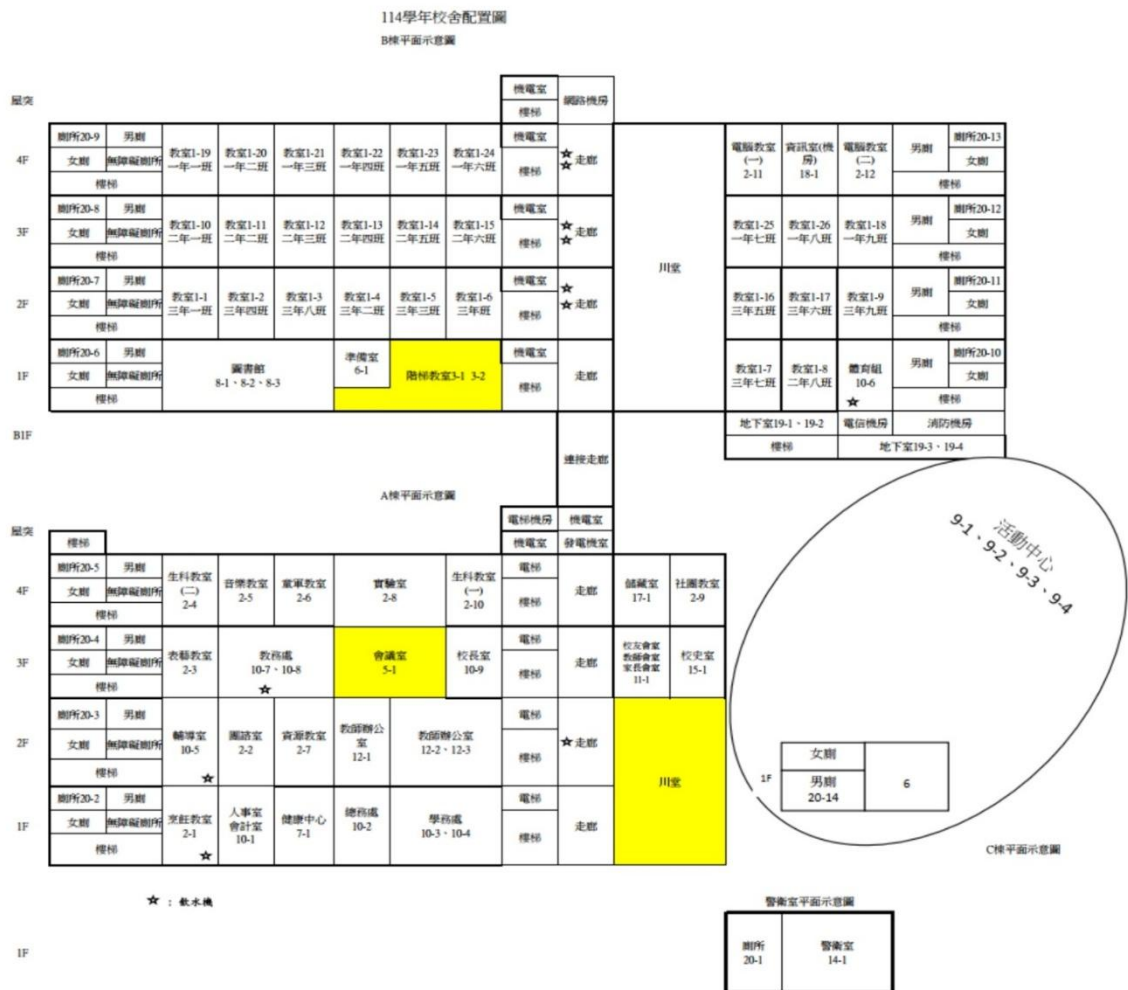 114學年校舍配置圖
B棟平面示意圖
屋突
機電室
網路機房
樓梯
4F
廁所20-9 男廁
女廁 無障礙廁所
樓梯
教室1-19
一年一班
教室1-20
一年二班
教室1-21
一年三班
教室1-22
一年四班
教室1-23
一年五班
教室1-24
一年六班
機電室
樓梯
☆
☆ 走廊
川堂
電腦教室
(一)
2-11
資訊室(機
房)
18-1
電腦教室
(二)
2-12
男廁
廁所20-13
女廁
樓梯
3F
廁所20-8 男廁
女廁 無障礙廁所
樓梯
教室1-10
二年一班
教室1-11
二年二班
教室1-12
二年三班
教室1-13
二年四班
教室1-14
二年五班
教室1-15
二年六班
機電室
樓梯
☆
☆ 走廊
教室1-25
一年七班
教室1-26
一年八班
教室1-18
一年九班
男廁
廁所20-12
女廁
樓梯
2F
廁所20-7 男廁
女廁 無障礙廁所
樓梯
教室1-1
三年一班
教室1-2
三年四班
教室1-3
三年八班
教室1-4
三年二班
教室1-5
三年三班
教室1-6
三年班
機電室
樓梯
☆
☆ 走廊
教室1-16
三年五班
教室1-17
三年六班
教室1-9
三年九班
男廁
廁所20-11
女廁
樓梯
1F
廁所20-6 男廁
女廁 無障礙廁所
樓梯
圖書館
8-1、8-2、8-3
準備室
6-1
階梯教室3-1 3-2
機電室
樓梯
走廊
教室1-7
三年七班
教室1-8
二年八班
體育組
10-6
☆
男廁
廁所20-10
女廁
樓梯
B1F
地下室19-1、19-2
電信機房
消防機房
樓梯
地下室19-3、19-4
連接走廊
A棟平面示意圖
屋突
樓梯
電梯機房
機電室
機電室
發電機室
4F
廁所20-5 男廁
女廁 無障礙廁所
樓梯
生科教室
(二)
2-4
音樂教室
2-5
童軍教室
2-6
實驗室
2-8
生科教室
(一)
2-10
電梯
樓梯
走廊
儲藏室
17-1
社團教室
2-9
3F
廁所20-4 男廁
女廁 無障礙廁所
樓梯
表藝教室
2-3
教務處
10-7、10-8
☆
會議室
5-1
校長室
10-9
電梯
樓梯
走廊
校友會室
教師會室
家長會室
11-1
校史室
15-1
2F
廁所20-3 男廁
女廁 無障礙廁所
樓梯
輔導室
10-5
☆
團諮室
2-2
資源教室
2-7
教師辦公
室
12-1
教師辦公室
12-2、12-3
電梯
樓梯
☆ 走廊
川堂
1F
廁所20-2 男廁
女廁 無障礙廁所
樓梯
烹飪教室
2-1
☆
人事室
會計室
10-1
健康中心
7-1
總務處
10-2
學務處
10-3、10-4
電梯
樓梯
走廊
活動中心
9-1、9-2、9-3、9-4
1F
女廁
男廁
20-14
6
C棟平面示意圖
☆ : 飲水機
警衛室平面示意圖
1F
廁所
20-1
警衛室
14-1